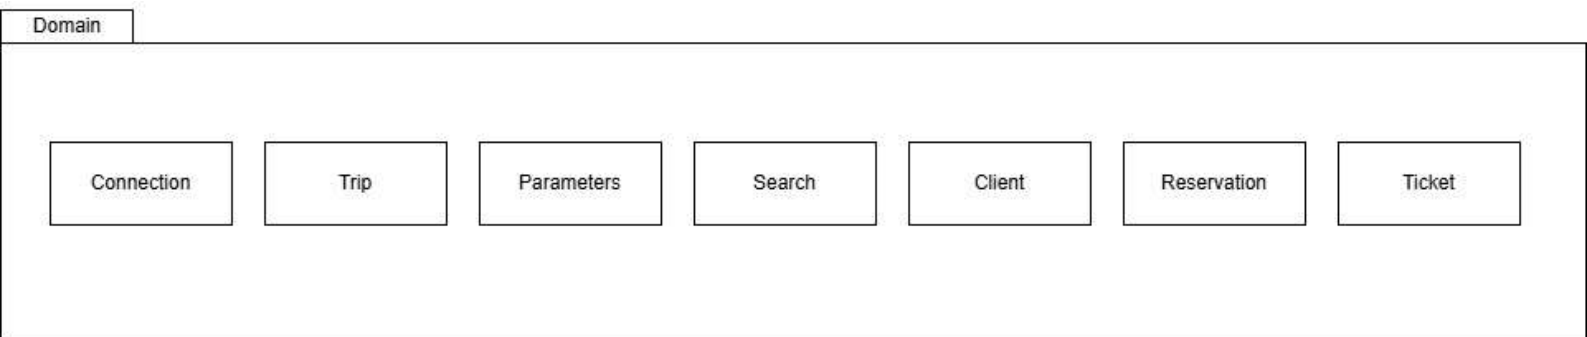 Domain
Connection
Trip
Parameters
Search
Client
Reservation
Ticket